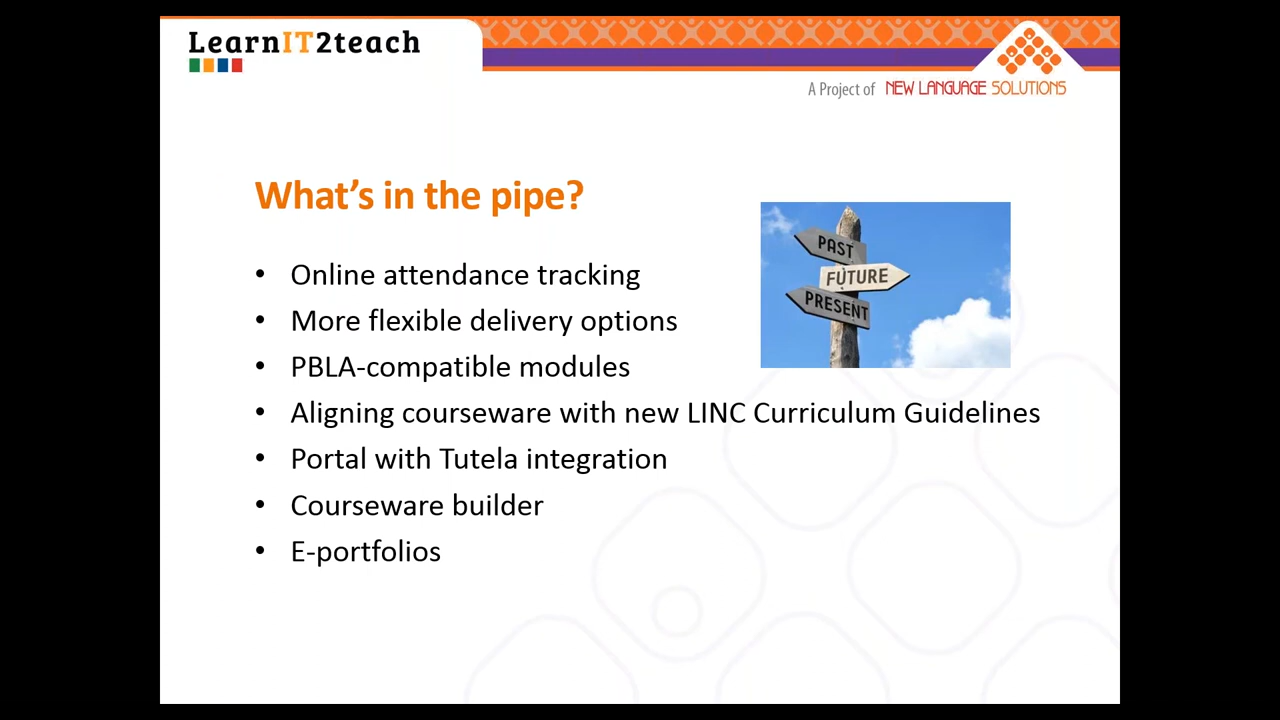 LearnIT2teach
A Project of NEW LANGUAGE SOLUTIONS
What's in the pipe?
PAST
FUTURE
PRESENT
• Online attendance tracking
• More flexible delivery options
• PBLA-compatible modules
• Aligning courseware with new LINC Curriculum Guidelines
• Portal with Tutela integration
• Courseware builder
• E-portfolios